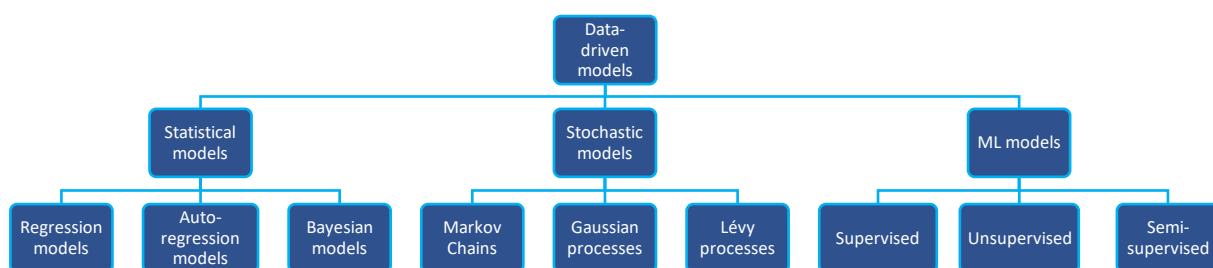 Data-
driven
models
Statistical
models
Stochastic
models
ML models
Regression
models
Auto-
regression
models
Bayesian
models
Markov
Chains
Gaussian
processes
Lévy
processes
Supervised
Unsupervised
Semi-
supervised